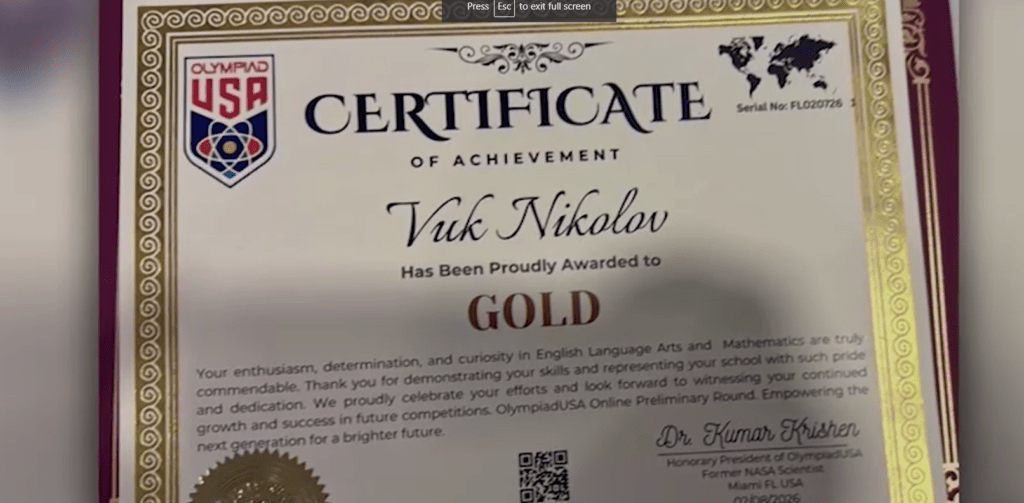 Press Esc to exit full screen
OLYMPIAD
USA
CERTIFICATE
Serial No: FL020726 1
OF ACHIEVEMENT
Vuk Nikolov
Has Been Proudly Awarded to
GOLD
Your enthusiasm, determination, and curiosity in English Language Arts and Mathematics are truly
commendable. Thank you for demonstrating your skills and representing your school with such pride
and dedication. We proudly celebrate your efforts and look forward to witnessing your continued
growth and success in future competitions. OlympiadUSA Online Preliminary Round. Empowering the
next generation for a brighter future.
Dr. Kumar Krishen
Honorary President of OlympiadUSA
Former NASA Scientist
Miami FL USA
02/08/2026